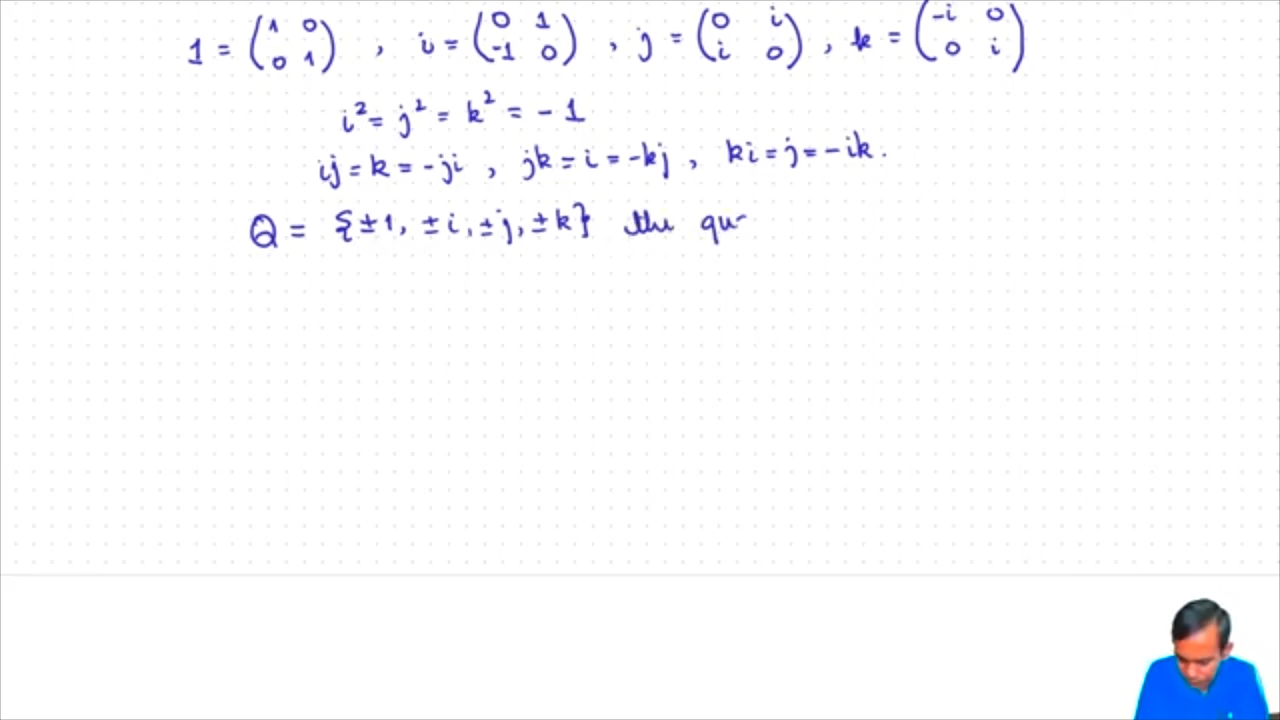 1 = (1 0 0 1) , i = (0 1 -1 0) , j = (0 i i 0) , k = (-i 0 0 i)
i² = j² = k² = -1
ij = k = -ji , jk = i = -kj , ki = j = -ik.
Q = {±1, ±i, ±j, ±k} the qu